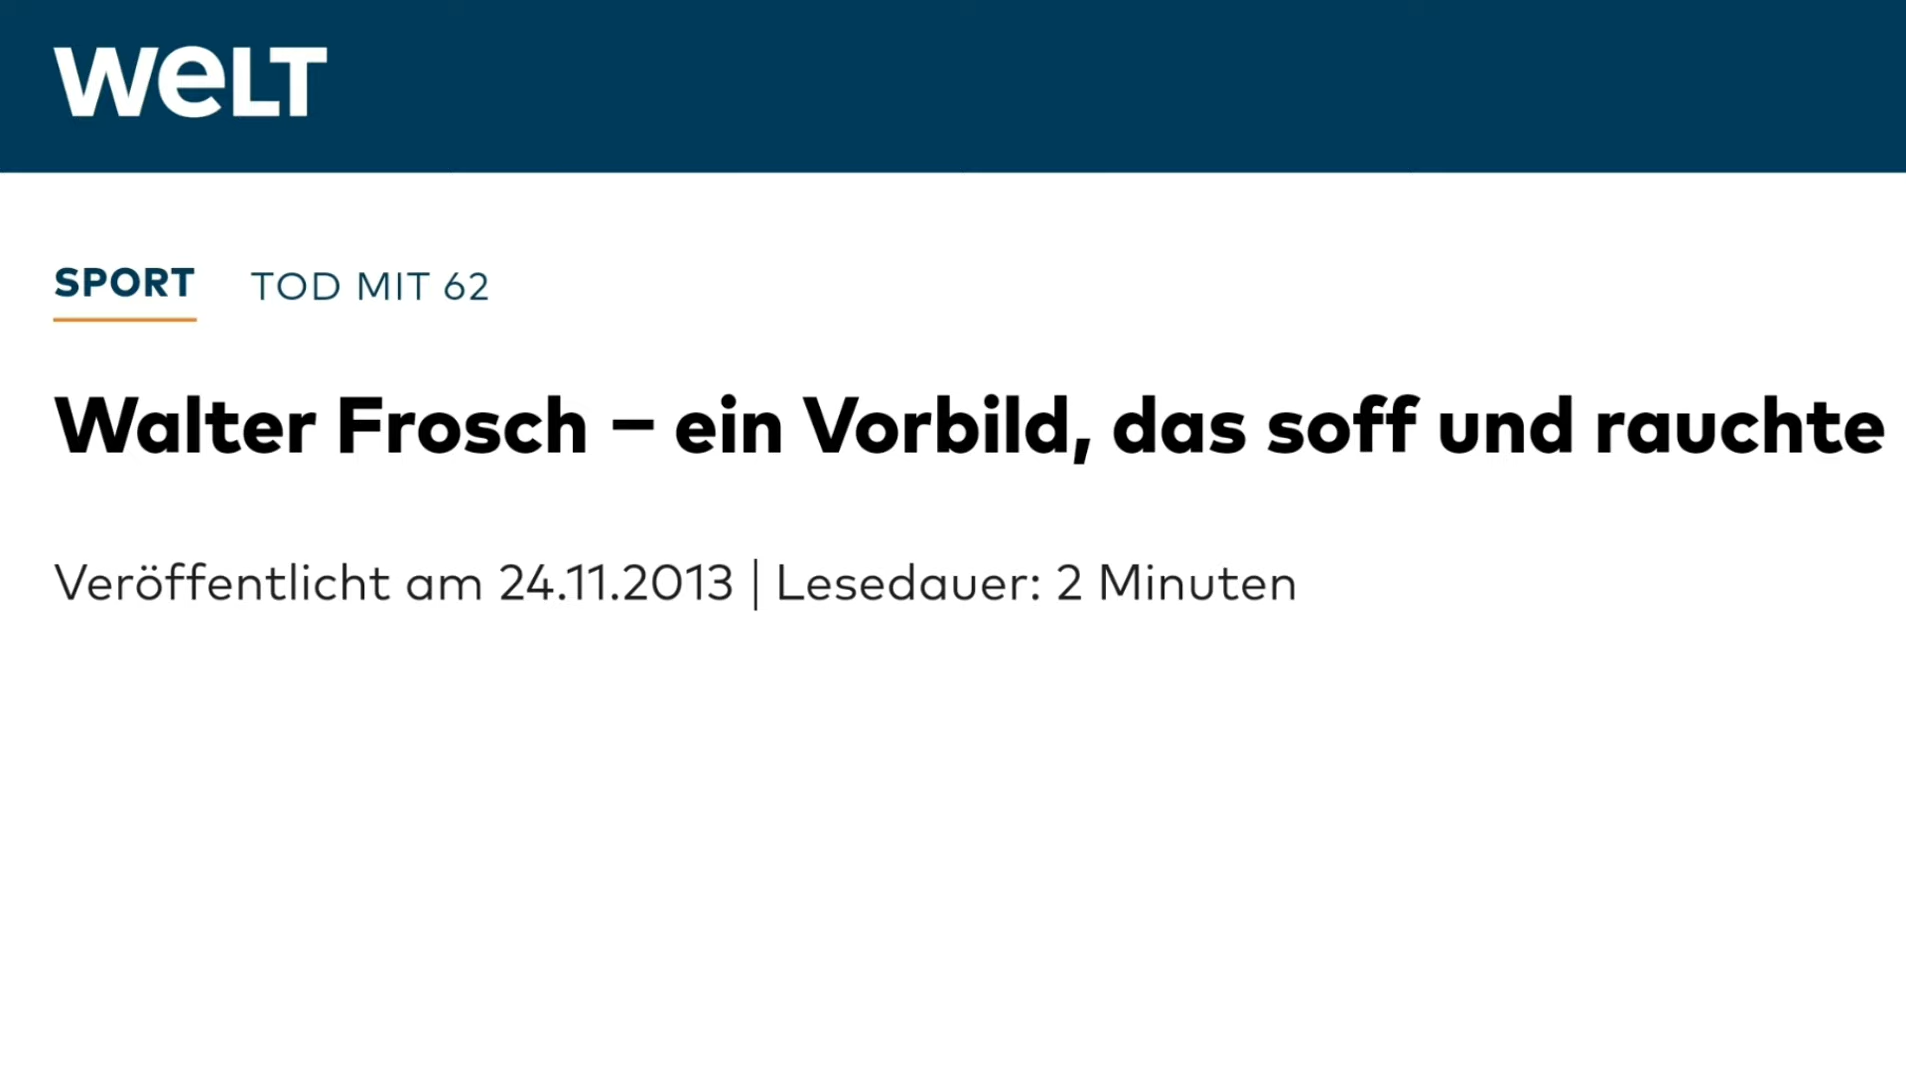 WELT
SPORT TOD MIT 62
Walter Frosch – ein Vorbild, das soff und rauchte
Veröffentlicht am 24.11.2013 | Lesedauer: 2 Minuten